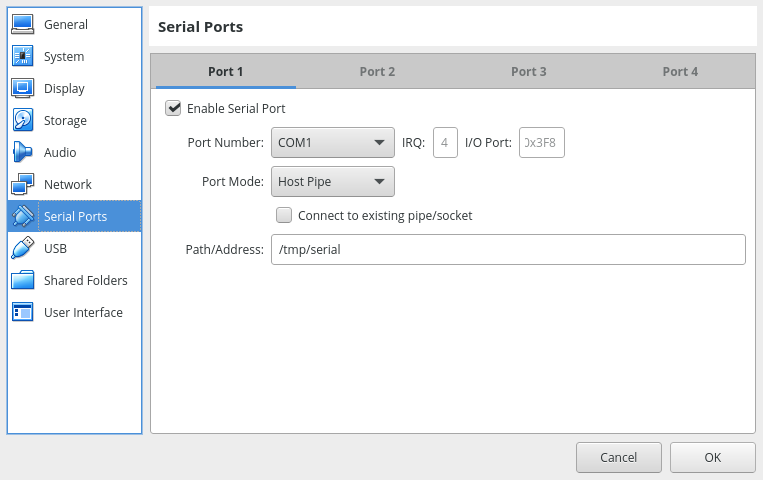 General
System
Display
Storage
Audio
Network
Serial Ports
USB
Shared Folders
User Interface
Serial Ports
Port 1 Port 2 Port 3 Port 4
Enable Serial Port
Port Number: COM1 IRQ: 4 I/O Port: 0x3F8
Port Mode: Host Pipe
Connect to existing pipe/socket
Path/Address: /tmp/serial
Cancel OK